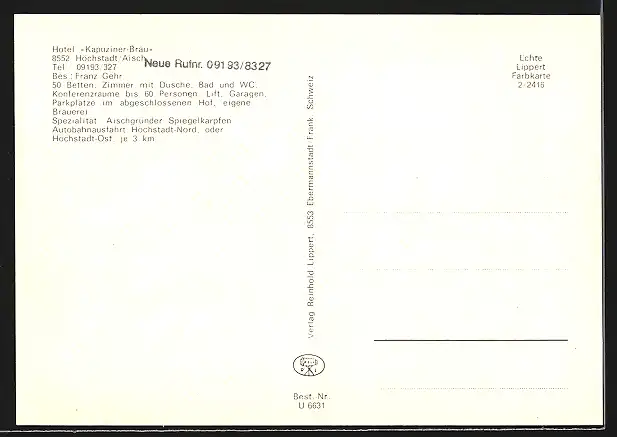 Hotel «Kapuziner-Bräu»
8552 Höchstadt/Aisch
Tel. 09193/327
Neue Rufnr. 09193/8327
Bes.: Franz Gehr
50 Betten, Zimmer mit Dusche, Bad und WC.
Konferenzräume bis 60 Personen, Lift, Garagen,
Parkplätze im abgeschlossenen Hof, eigene
Brauerei
Spezialität: Aischgründer Spiegelkarpfen
Autobahnausfahrt Höchstadt-Nord, oder
Höchstadt-Ost, je 3 km
Verlag Reinhold Lippert, 8553 Ebermannstadt/Fränk. Schweiz
R L
Best.-Nr.
U 6631
Echte
Lippert
Farbkarte
2-2416